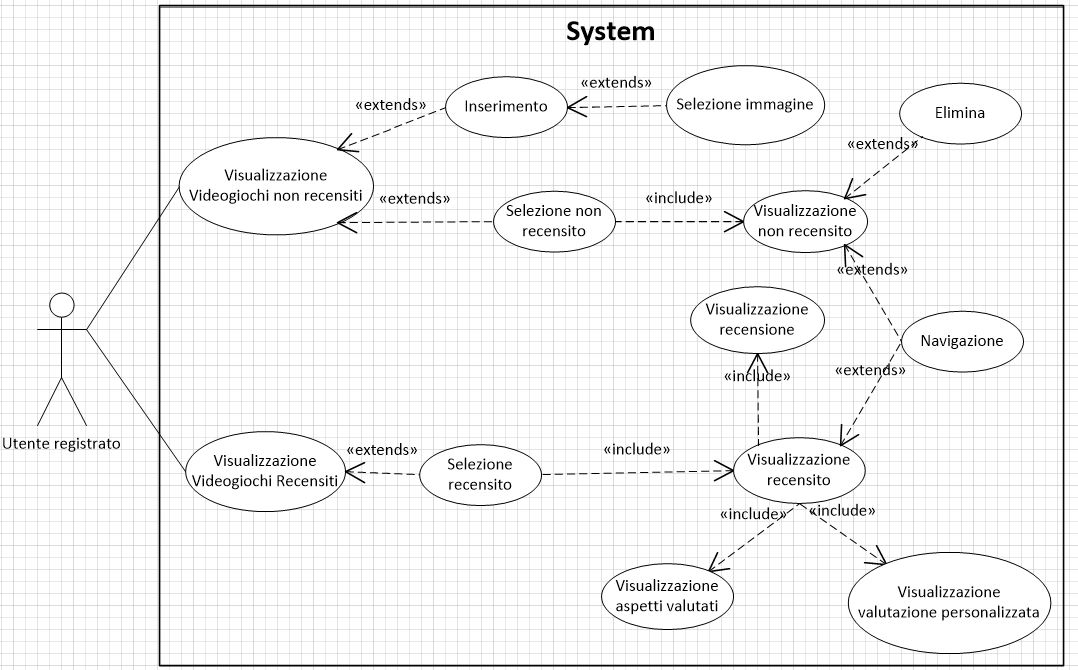 System
«extends»
Selezione immagine
«extends»
Inserimento
Elimina
«extends»
Visualizzazione
Videogiochi non recensiti
«extends»
Selezione non
recensito
«include»
Visualizzazione
non recensito
«extends»
Visualizzazione
recensione
Navigazione
«include»
«extends»
Utente registrato
Visualizzazione
Videogiochi Recensiti
«extends»
Selezione
recensito
«include»
Visualizzazione
recensito
«include»
«include»
Visualizzazione
aspetti valutati
Visualizzazione
valutazione personalizzata